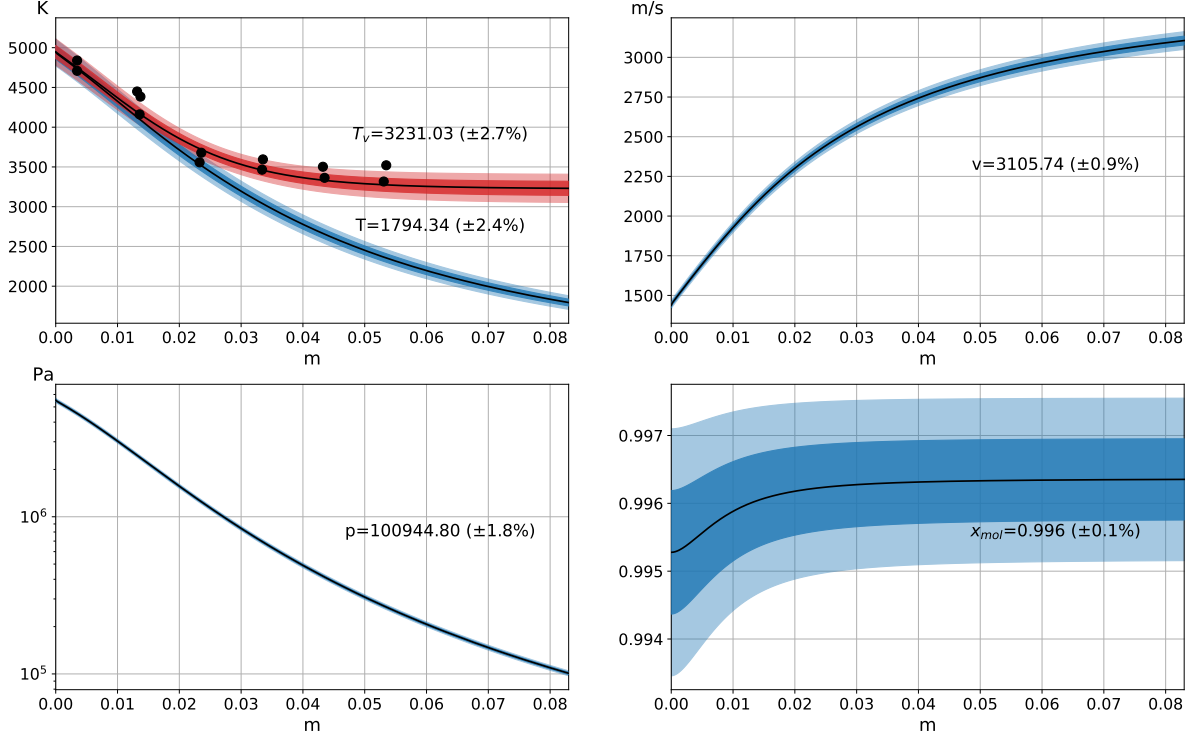 K
5000
4500
4000
3500
3000
2500
2000
T_v=3231.03 (±2.7%)
T=1794.34 (±2.4%)
0.00 0.01 0.02 0.03 0.04 0.05 0.06 0.07 0.08
m
m/s
3000
2750
2500
2250
2000
1750
1500
v=3105.74 (±0.9%)
0.00 0.01 0.02 0.03 0.04 0.05 0.06 0.07 0.08
m
Pa
10^6
10^5
p=100944.80 (±1.8%)
0.00 0.01 0.02 0.03 0.04 0.05 0.06 0.07 0.08
m
0.997
0.996
0.995
0.994
x_mol=0.996 (±0.1%)
0.00 0.01 0.02 0.03 0.04 0.05 0.06 0.07 0.08
m